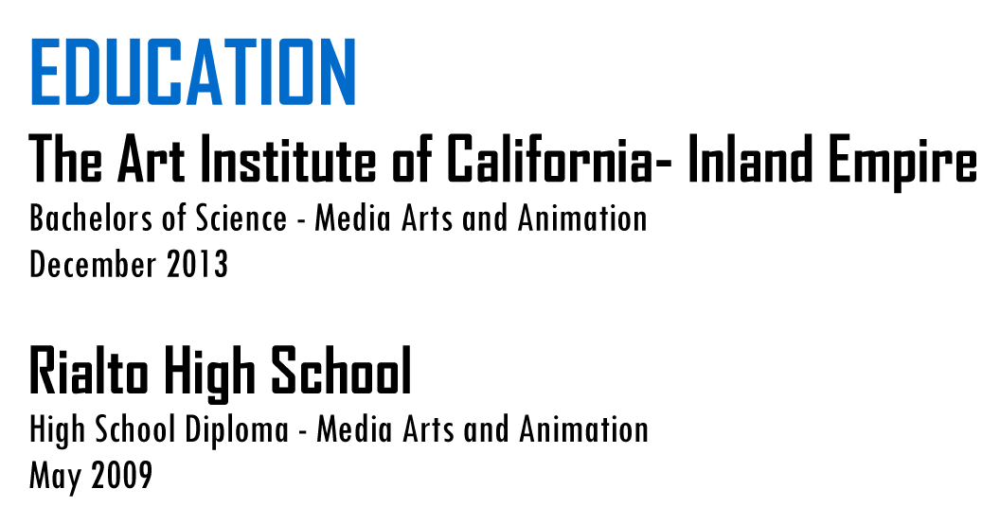 EDUCATION
The Art Institute of California- Inland Empire
Bachelors of Science - Media Arts and Animation
December 2013
Rialto High School
High School Diploma - Media Arts and Animation
May 2009